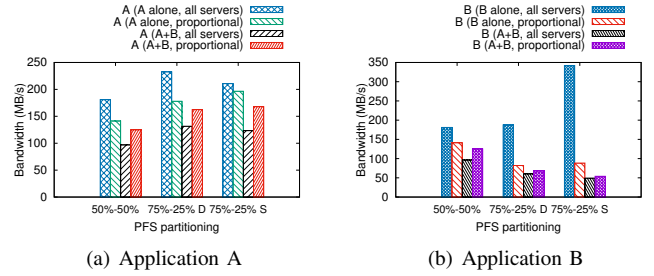 A (A alone, all servers)
A (A alone, proportional)
A (A+B, all servers)
A (A+B, proportional)
250
200
150
100
50
0
Bandwidth (MB/s)
50%-50% 75%-25% D 75%-25% S
PFS partitioning
(a) Application A
B (B alone, all servers)
B (B alone, proportional)
B (A+B, all servers)
B (A+B, proportional)
350
300
250
200
150
100
50
0
Bandwidth (MB/s)
50%-50% 75%-25% D 75%-25% S
PFS partitioning
(b) Application B